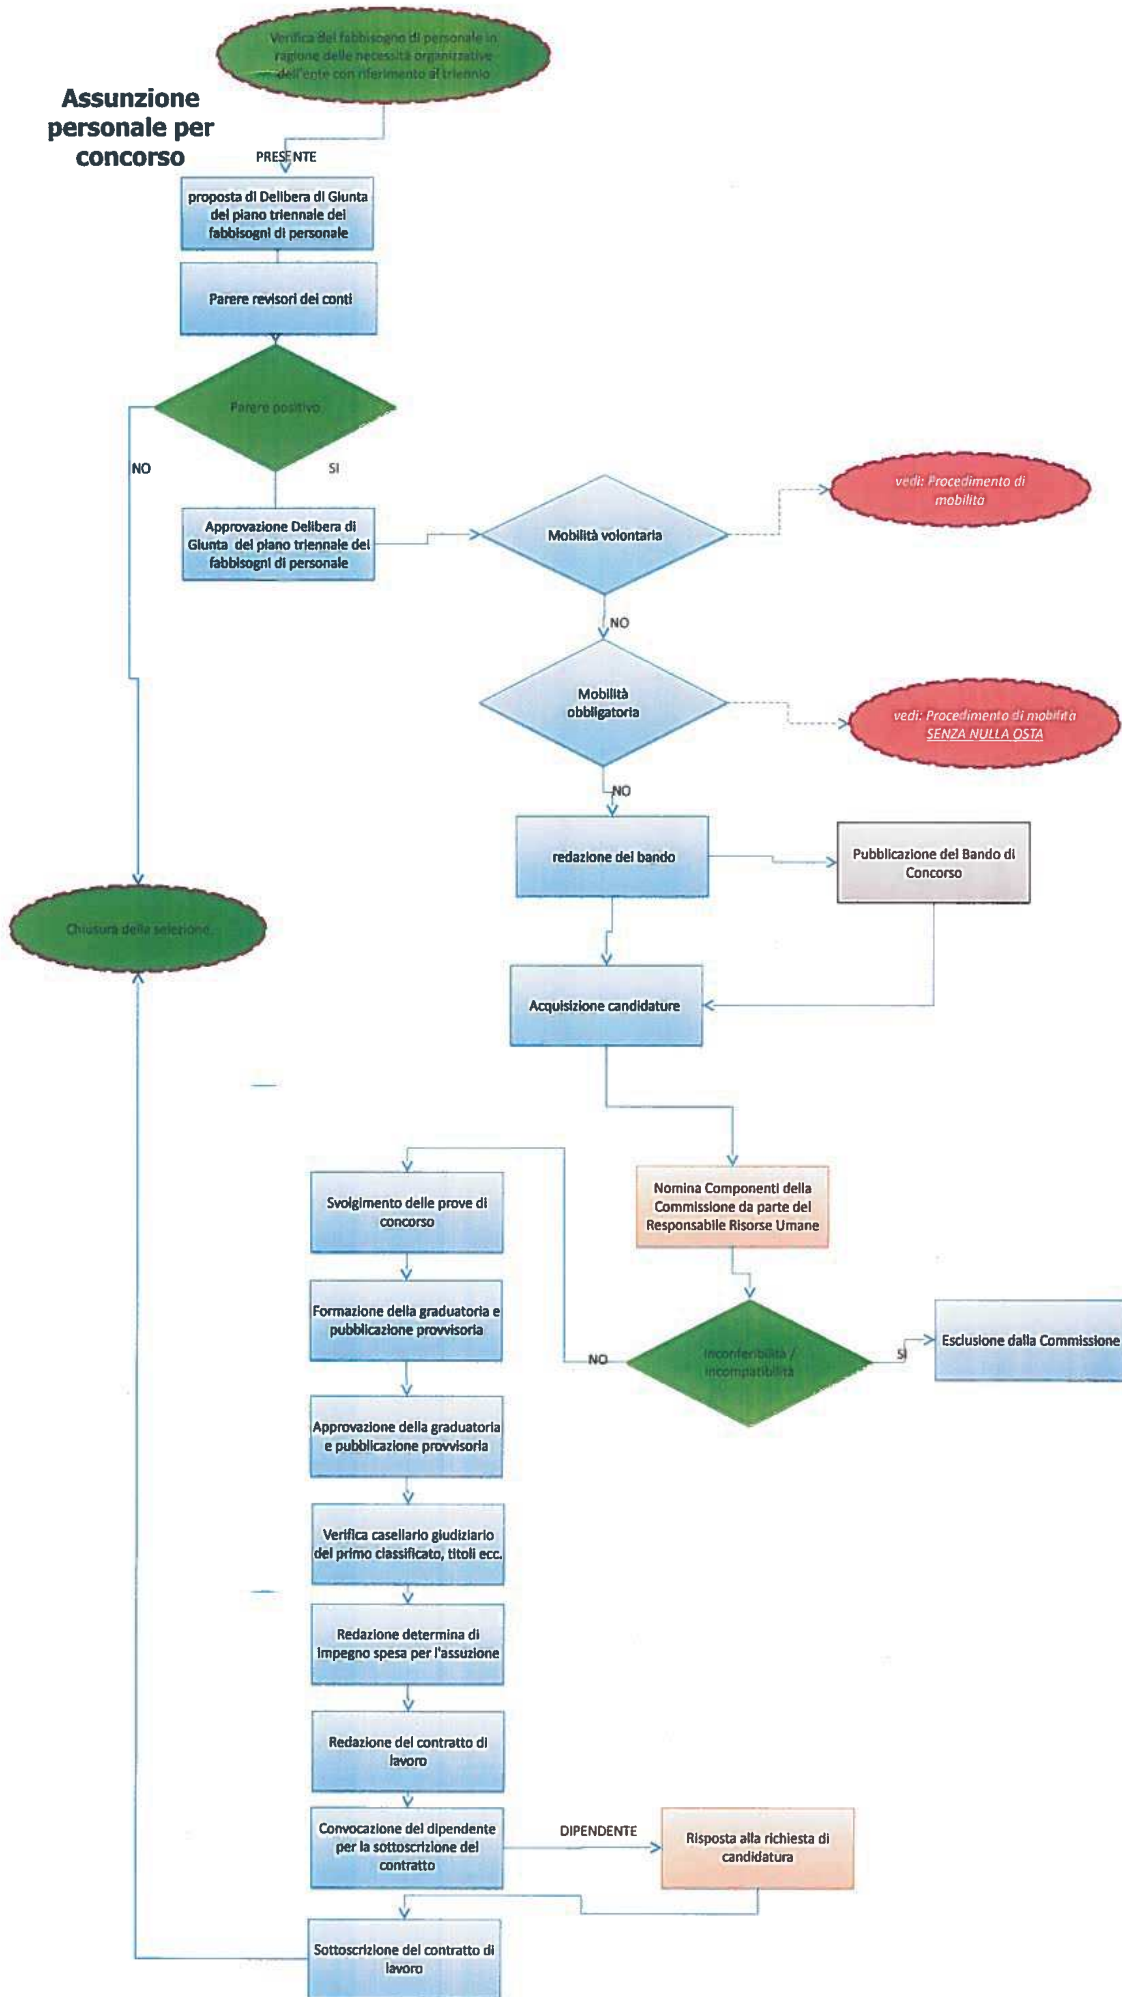 Verifica del fabbisogno di personale in
ragione delle necessità organizzative
dell'ente con riferimento al triennio
Assunzione
personale per
concorso
PRESENTE
proposta di Delibera di Giunta
del piano triennale dei
fabbisogni di personale
Parere revisori dei conti
Parere positivo
NO
SI
Approvazione Delibera di
Giunta del piano triennale dei
fabbisogni di personale
Mobilità volontaria
vedi: Procedimento di
mobilità
NO
Mobilità
obbligatoria
vedi: Procedimento di mobilità
SENZA NULLA OSTA
NO
redazione del bando
Pubblicazione del Bando di
Concorso
Chiusura della selezione.
Acquisizione candidature
Nomina Componenti della
Commissione da parte del
Responsabile Risorse Umane
Svolgimento delle prove di
concorso
Inconferibilità /
incompatibilità
NO
SI
Esclusione dalla Commissione
Formazione della graduatoria e
pubblicazione provvisoria
Approvazione della graduatoria
e pubblicazione provvisoria
Verifica casellario giudiziario
del primo classificato, titoli ecc.
Redazione determina di
impegno spesa per l'assuzione
Redazione del contratto di
lavoro
Convocazione del dipendente
per la sottoscrizione del
contratto
DIPENDENTE
Risposta alla richiesta di
candidatura
Sottoscrizione del contratto di
lavoro